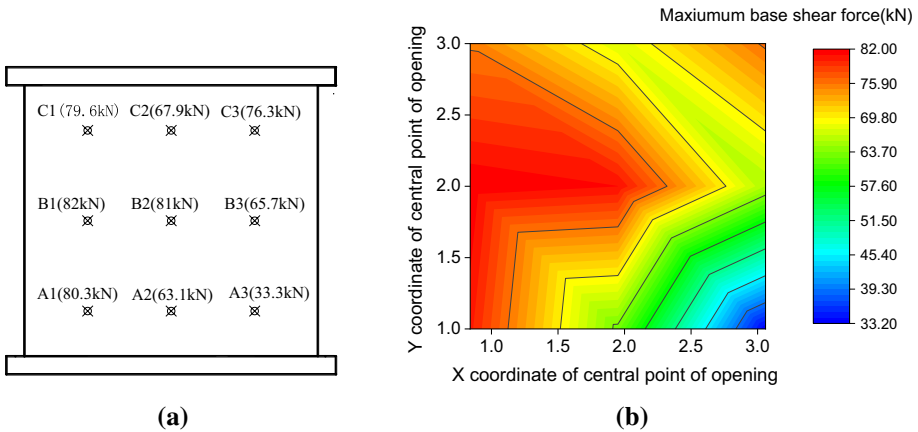 C1(79.6kN) C2(67.9kN) C3(76.3kN)
B1(82kN) B2(81kN) B3(65.7kN)
A1(80.3kN) A2(63.1kN) A3(33.3kN)
(a)
Maxiumum base shear force(kN)
Y coordinate of central point of opening
3.0
2.5
2.0
1.5
1.0
1.0 1.5 2.0 2.5 3.0
X coordinate of central point of opening
82.00
75.90
69.80
63.70
57.60
51.50
45.40
39.30
33.20
(b)